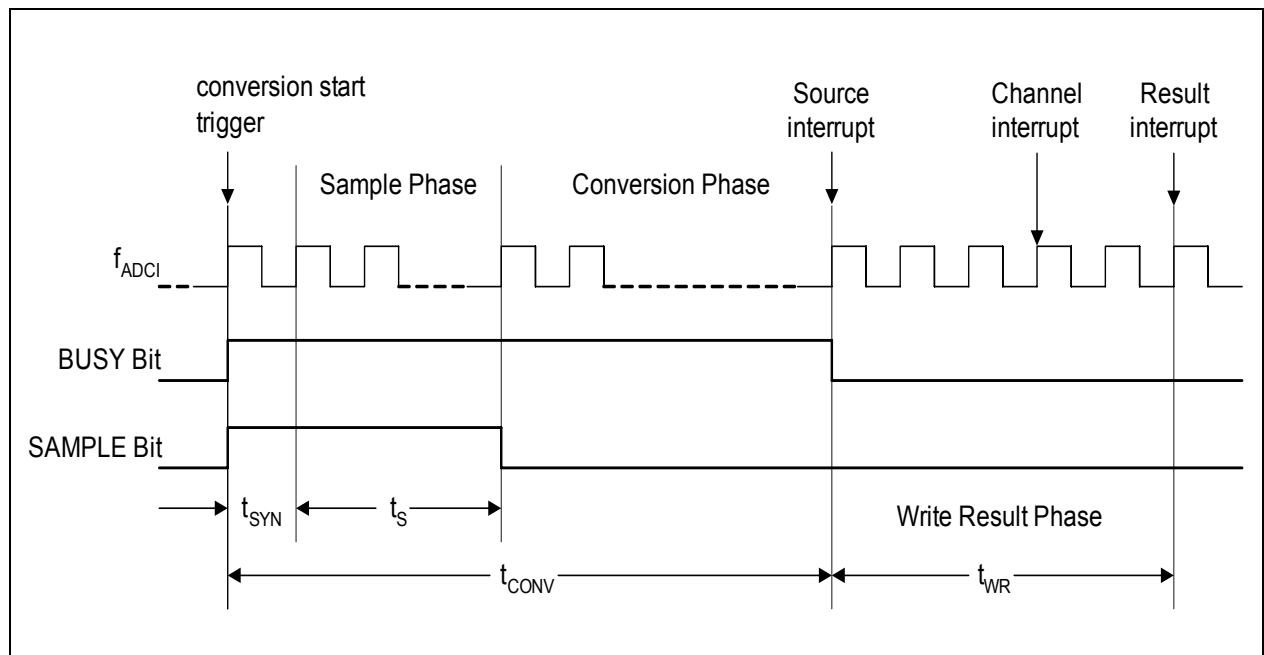 conversion start
trigger
Source
interrupt
Channel
interrupt
Result
interrupt
Sample Phase
Conversion Phase
fADCI
BUSY Bit
SAMPLE Bit
tSYN
tS
Write Result Phase
tCONV
tWR